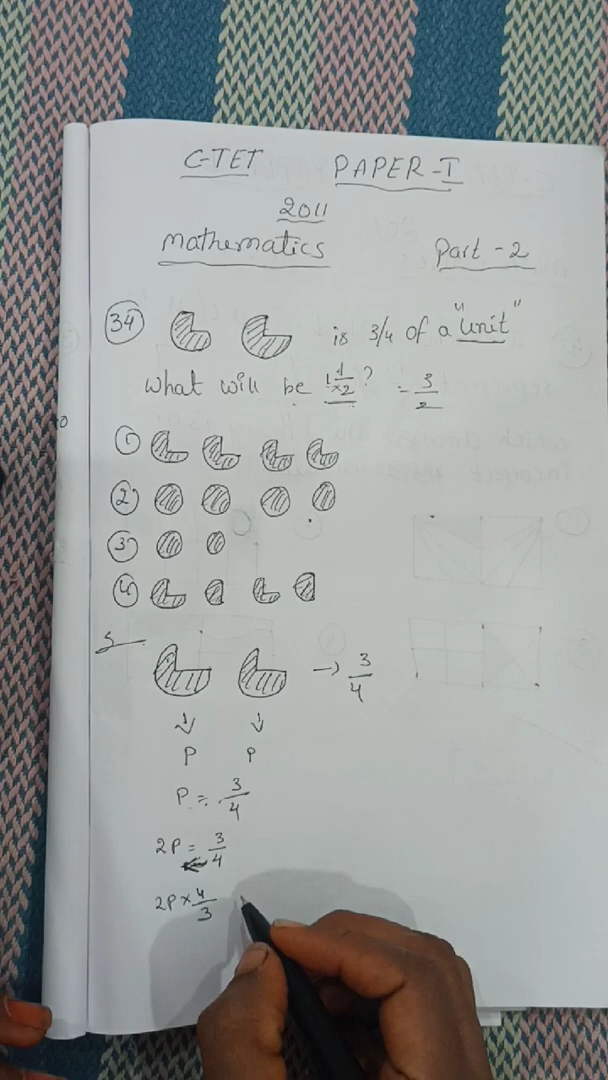 C-TET PAPER-I
2011
Mathematics Part-2
34 is 3/4 of a "unit"
What will be 1 1/2? = 3/2
1
2
3
4
S
→ 3/4
P P
P = 3/4
2P = 3/4
2P × 4/3